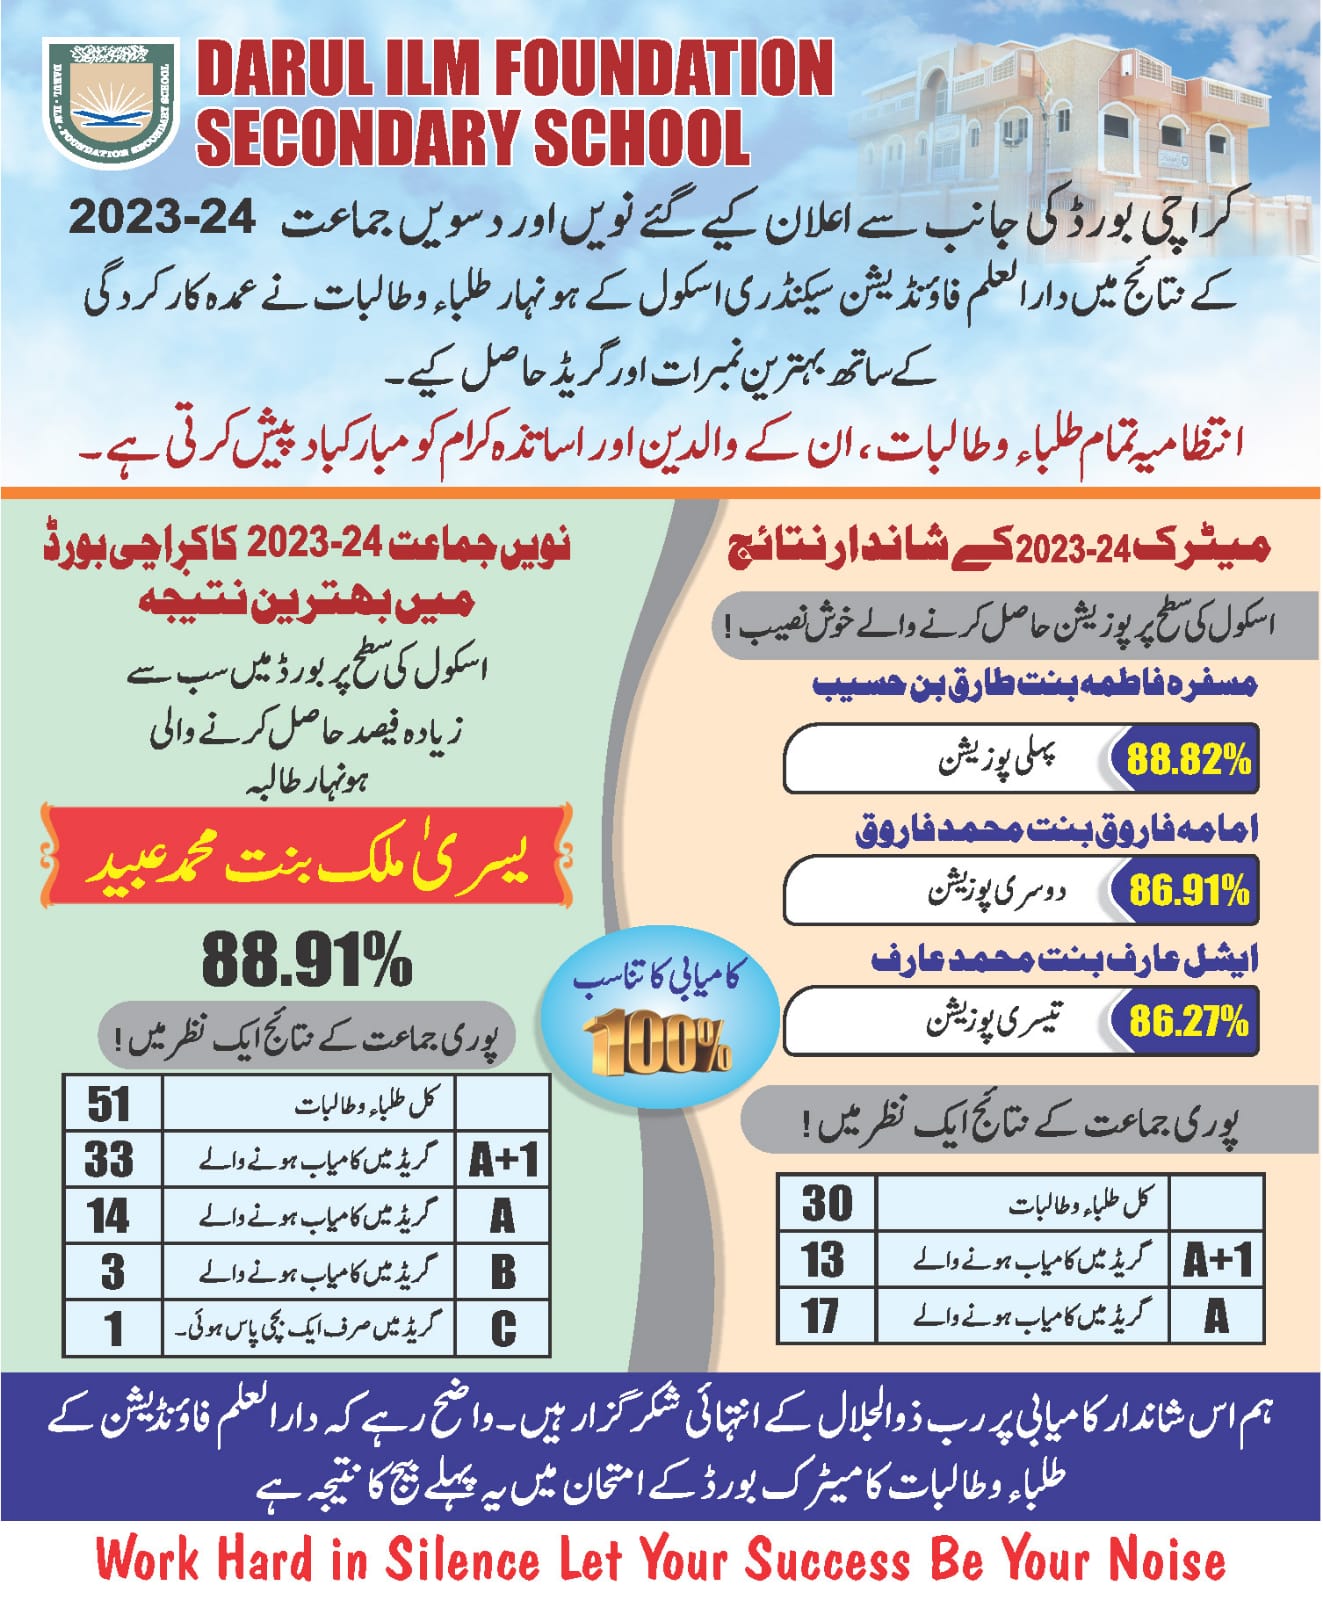 DARUL ILM FOUNDATION
SECONDARY SCHOOL
DARUL - ILM - FOUNDATION SECONDARY SCHOOL
کراچی بورڈ کی جانب سے اعلان کیے گئے نویں اور دسویں جماعت 2023-24
کے نتائج میں دارالعلم فاؤنڈیشن سیکنڈری اسکول کے ہونہار طلباء و طالبات نے عمدہ کارکردگی
کے ساتھ بہترین نمبرات اور گریڈ حاصل کیے۔
انتظامیہ تمام طلباء و طالبات، ان کے والدین اور اساتذہ کرام کو مبارکباد پیش کرتی ہے۔
میٹرک 2023-24 کے شاندار نتائج
اسکول کی سطح پر پوزیشن حاصل کرنے والے خوش نصیب !
مسفرہ فاطمہ بنت طارق بن حسیب
88.82% پہلی پوزیشن
امامہ فاروق بنت محمد فاروق
86.91% دوسری پوزیشن
ایشل عارف بنت محمد عارف
86.27% تیسری پوزیشن
پوری جماعت کے نتائج ایک نظر میں !
کل طلباء و طالبات 30
A+1 گریڈ میں کامیاب ہونے والے 13
A گریڈ میں کامیاب ہونے والے 17
کامیابی کا تناسب
100%
نویں جماعت 2023-24 کا کراچی بورڈ
میں بہترین نتیجہ
اسکول کی سطح پر بورڈ میں سب سے
زیادہ فیصد حاصل کرنے والی
ہونہار طالبہ
یسریٰ ملک بنت محمد عبید
88.91%
پوری جماعت کے نتائج ایک نظر میں !
کل طلباء و طالبات 51
A+1 گریڈ میں کامیاب ہونے والے 33
A گریڈ میں کامیاب ہونے والے 14
B گریڈ میں کامیاب ہونے والے 3
C گریڈ میں صرف ایک بچی پاس ہوئی۔ 1
ہم اس شاندار کامیابی پر رب ذوالجلال کے انتہائی شکر گزار ہیں۔ واضح رہے کہ دارالعلم فاؤنڈیشن کے
طلباء و طالبات کا میٹرک بورڈ کے امتحان میں یہ پہلے بیچ کا نتیجہ ہے
Work Hard in Silence Let Your Success Be Your Noise